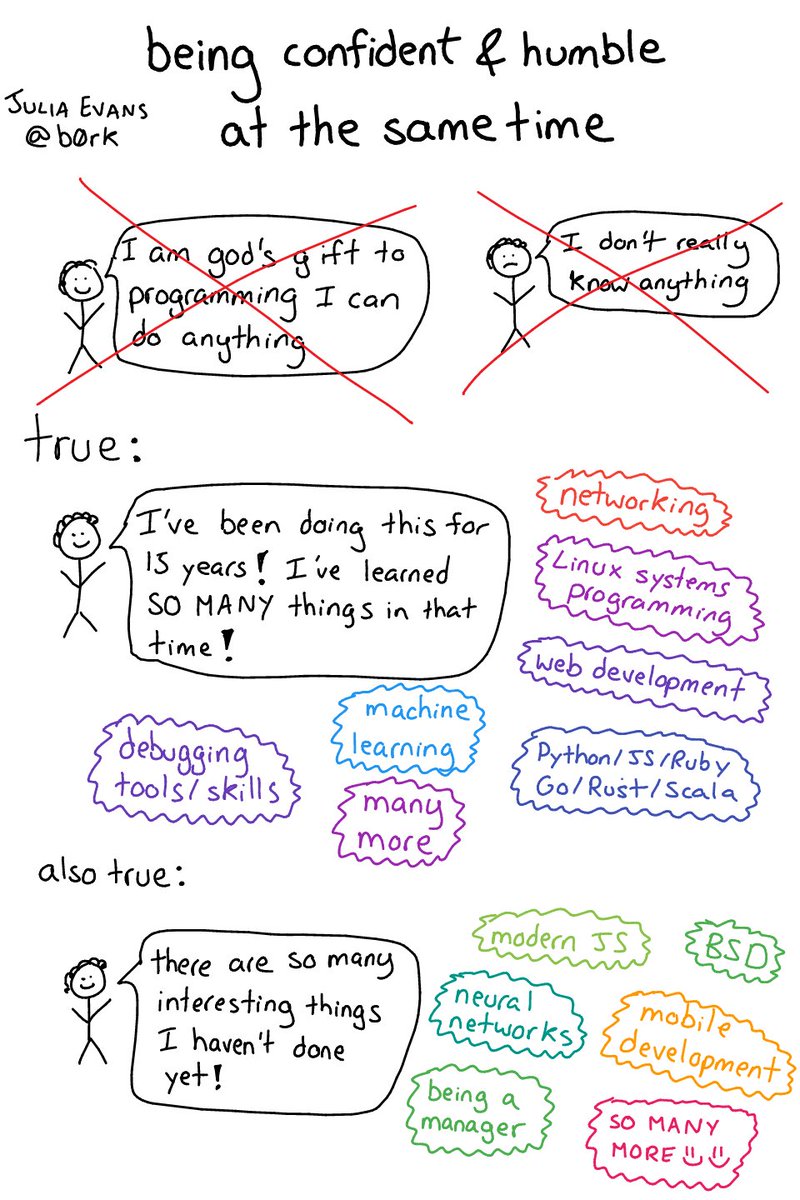 being confident & humble
at the same time
JULIA EVANS
@b0rk
I am god's gift to
programming I can
do anything
I don't really
know anything
true:
I've been doing this for
15 years! I've learned
SO MANY things in that
time!
networking
Linux systems
programming
web development
machine
learning
debugging
tools/skills
Python/JS/Ruby
Go/Rust/Scala
many
more
also true:
there are so many
interesting things
I haven't done
yet!
modern JS
BSD
neural
networks
mobile
development
being a
manager
SO MANY
MORE